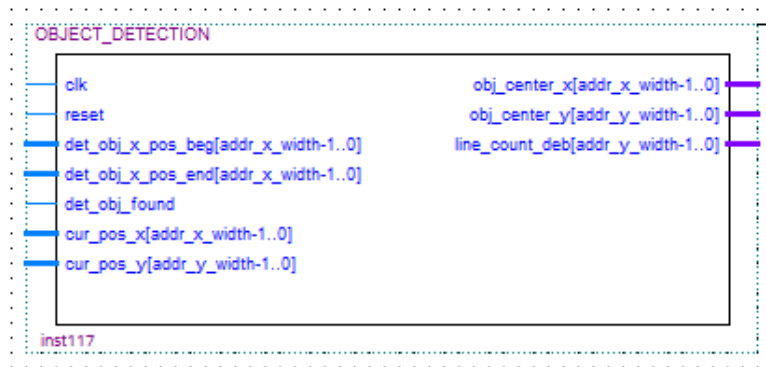 OBJECT_DETECTION
clk
reset
det_obj_x_pos_beg[addr_x_width-1..0]
det_obj_x_pos_end[addr_x_width-1..0]
det_obj_found
cur_pos_x[addr_x_width-1..0]
cur_pos_y[addr_y_width-1..0]
obj_center_x[addr_x_width-1..0]
obj_center_y[addr_y_width-1..0]
line_count_deb[addr_y_width-1..0]
inst117